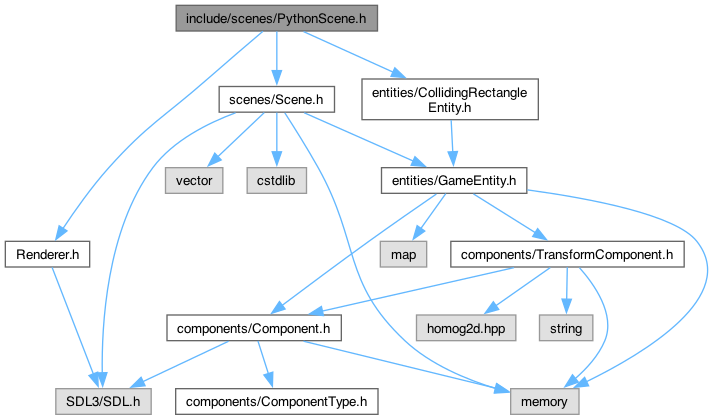 include/scenes/PythonScene.h
entities/CollidingRectangle
Entity.h
scenes/Scene.h
vector
cstdlib
entities/GameEntity.h
Renderer.h
map
components/TransformComponent.h
components/Component.h
homog2d.hpp
string
SDL3/SDL.h
components/ComponentType.h
memory